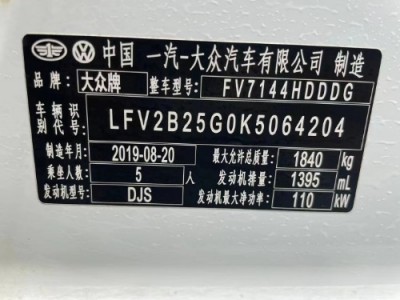 中国 一汽-大众汽车有限公司 制造
品牌: 大众牌 整车型号: FV7144HDDDG
车辆识别代号: LFV2B25G0K5064204
制造年月: 2019-08-20 最大允许总质量: 1840 kg
乘坐人数: 5 人 发动机排量: 1395 mL
发动机型号: DJS 发动机最大净功率: 110 kW